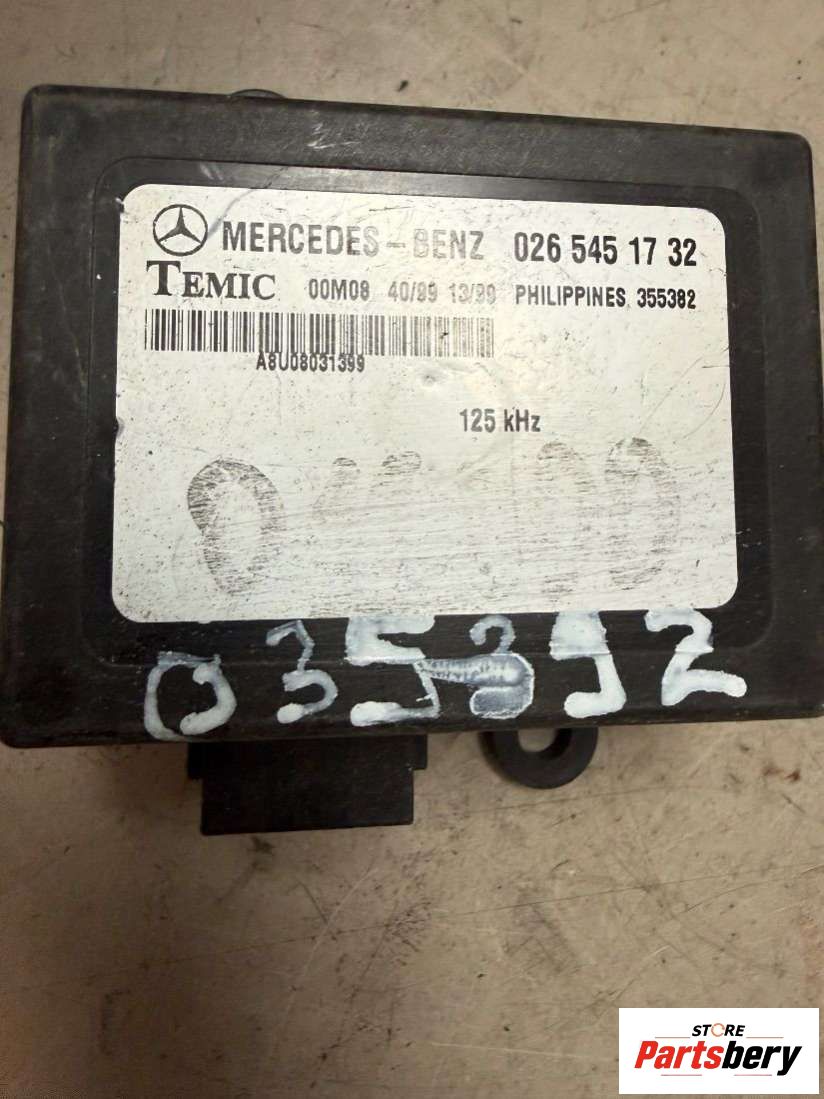 MERCEDES-BENZ 026 545 17 32
TEMIC 00M08 40/99 13/99 PHILIPPINES 355382
A8U08031399
125 kHz
035392
STORE
Partsbery